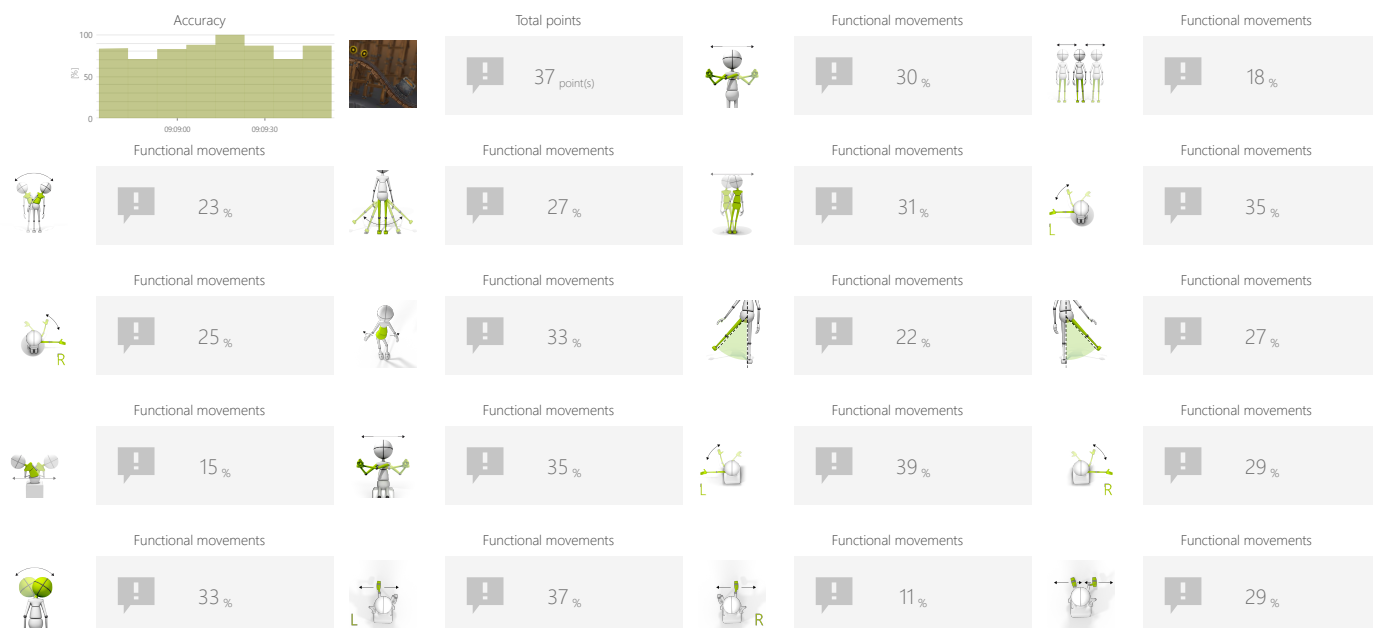 Accuracy
Total points
Functional movements
Functional movements
100
[%]
50
0
09:09:00
09:09:30
37 point(s)
30 %
18 %
Functional movements
Functional movements
Functional movements
Functional movements
23 %
27 %
31 %
35 %
L
Functional movements
Functional movements
Functional movements
Functional movements
25 %
33 %
22 %
27 %
R
Functional movements
Functional movements
Functional movements
Functional movements
15 %
35 %
39 %
29 %
L
R
Functional movements
Functional movements
Functional movements
Functional movements
33 %
37 %
11 %
29 %
L
R